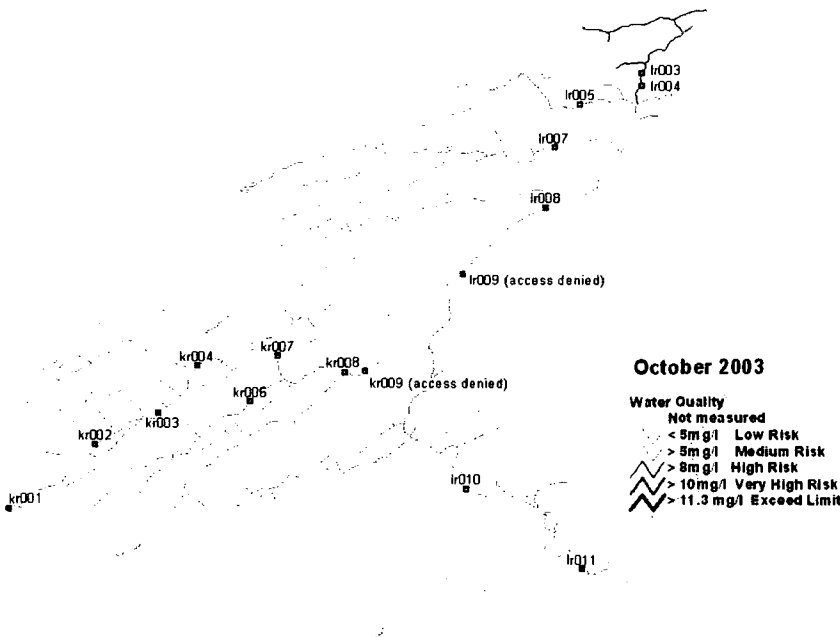 lr003
lr004
lr005
lr007
lr008
lr009 (access denied)
kr007
kr004
kr008
kr009 (access denied)
kr006
kr003
kr002
kr001
lr010
lr011
October 2003
Water Quality
Not measured
< 5mg/l Low Risk
> 5mg/l Medium Risk
> 8mg/l High Risk
> 10mg/l Very High Risk
> 11.3 mg/l Exceed Limit